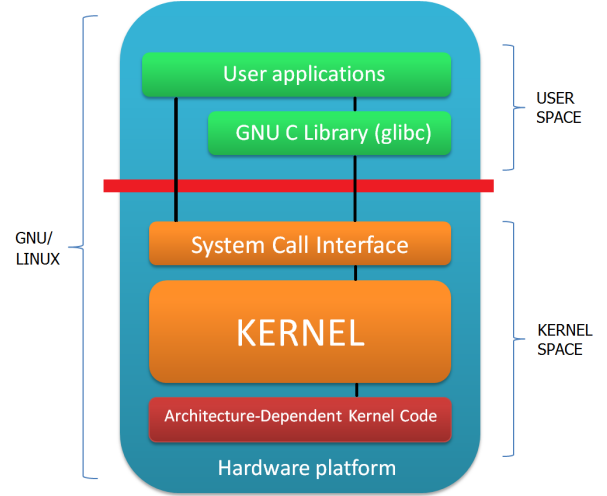 User applications
GNU C Library (glibc)
USER
SPACE
GNU/
LINUX
System Call Interface
KERNEL
KERNEL
SPACE
Architecture-Dependent Kernel Code
Hardware platform